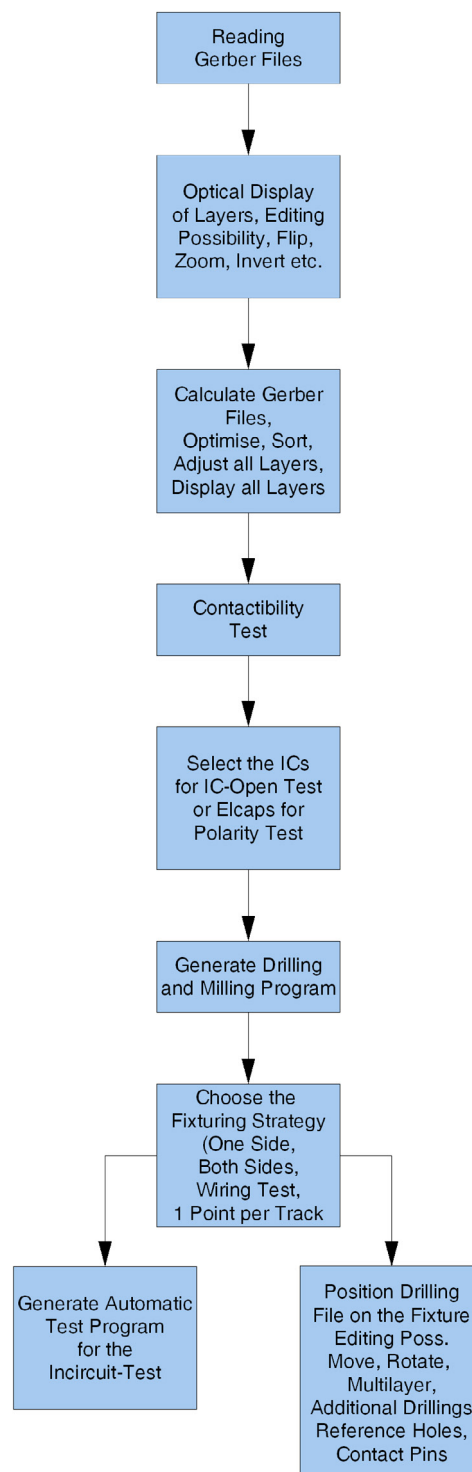 Reading
Gerber Files
Optical Display
of Layers, Editing
Possibility, Flip,
Zoom, Invert etc.
Calculate Gerber
Files,
Optimise, Sort,
Adjust all Layers,
Display all Layers
Contactibility
Test
Select the ICs
for IC-Open Test
or Elcaps for
Polarity Test
Generate Drilling
and Milling Program
Choose the
Fixturing Strategy
(One Side,
Both Sides,
Wiring Test,
1 Point per Track
Generate Automatic
Test Program
for the
Incircuit-Test
Position Drilling
File on the Fixture
Editing Poss.
Move, Rotate,
Multilayer,
Additional Drillings
Reference Holes,
Contact Pins